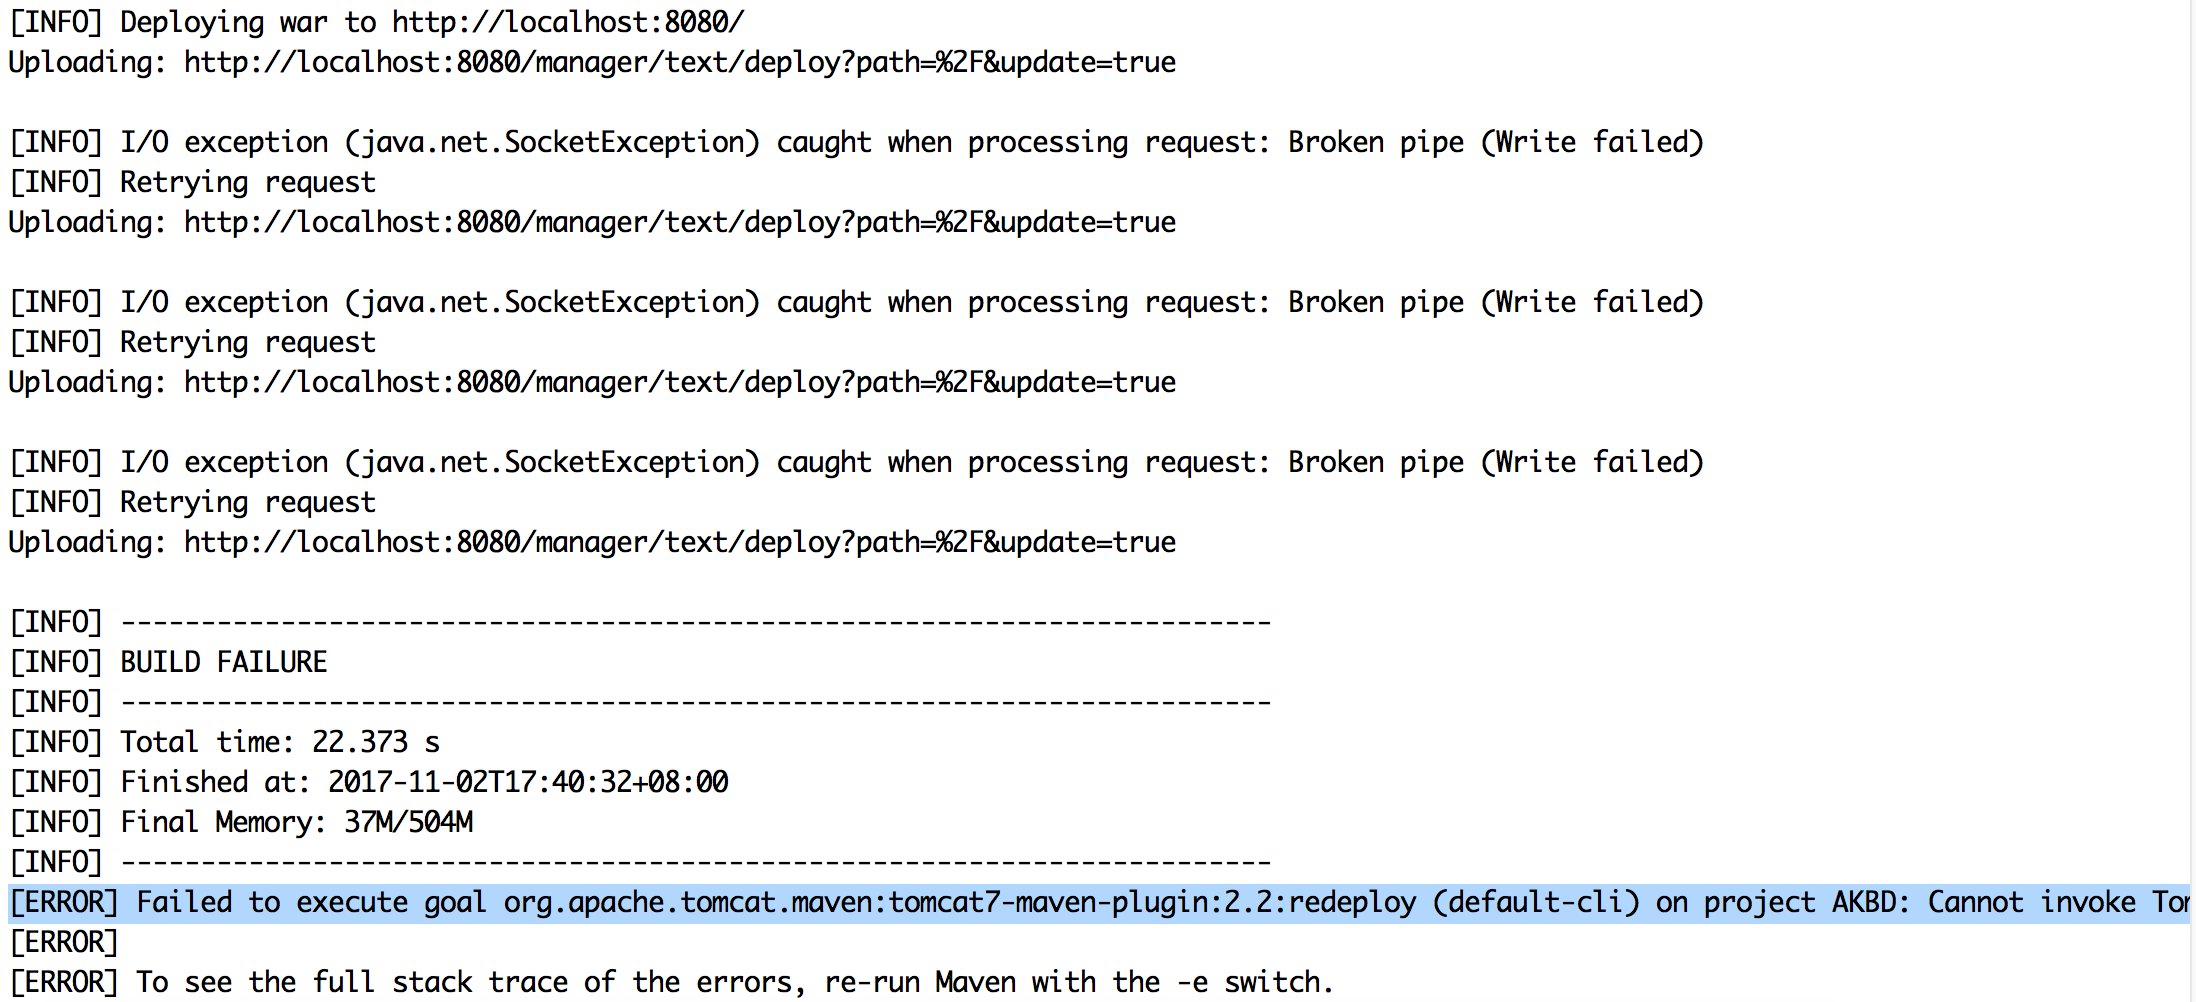 [INFO] Deploying war to http://localhost:8080/
Uploading: http://localhost:8080/manager/text/deploy?path=%2F&update=true
[INFO] I/O exception (java.net.SocketException) caught when processing request: Broken pipe (Write failed)
[INFO] Retrying request
Uploading: http://localhost:8080/manager/text/deploy?path=%2F&update=true
[INFO] I/O exception (java.net.SocketException) caught when processing request: Broken pipe (Write failed)
[INFO] Retrying request
Uploading: http://localhost:8080/manager/text/deploy?path=%2F&update=true
[INFO] I/O exception (java.net.SocketException) caught when processing request: Broken pipe (Write failed)
[INFO] Retrying request
Uploading: http://localhost:8080/manager/text/deploy?path=%2F&update=true
[INFO] ------------------------------------------------------------------------
[INFO] BUILD FAILURE
[INFO] ------------------------------------------------------------------------
[INFO] Total time: 22.373 s
[INFO] Finished at: 2017-11-02T17:40:32+08:00
[INFO] Final Memory: 37M/504M
[INFO] ------------------------------------------------------------------------
[ERROR] Failed to execute goal org.apache.tomcat.maven:tomcat7-maven-plugin:2.2:redeploy (default-cli) on project AKBD: Cannot invoke
[ERROR]
[ERROR] To see the full stack trace of the errors, re-run Maven with the -e switch.